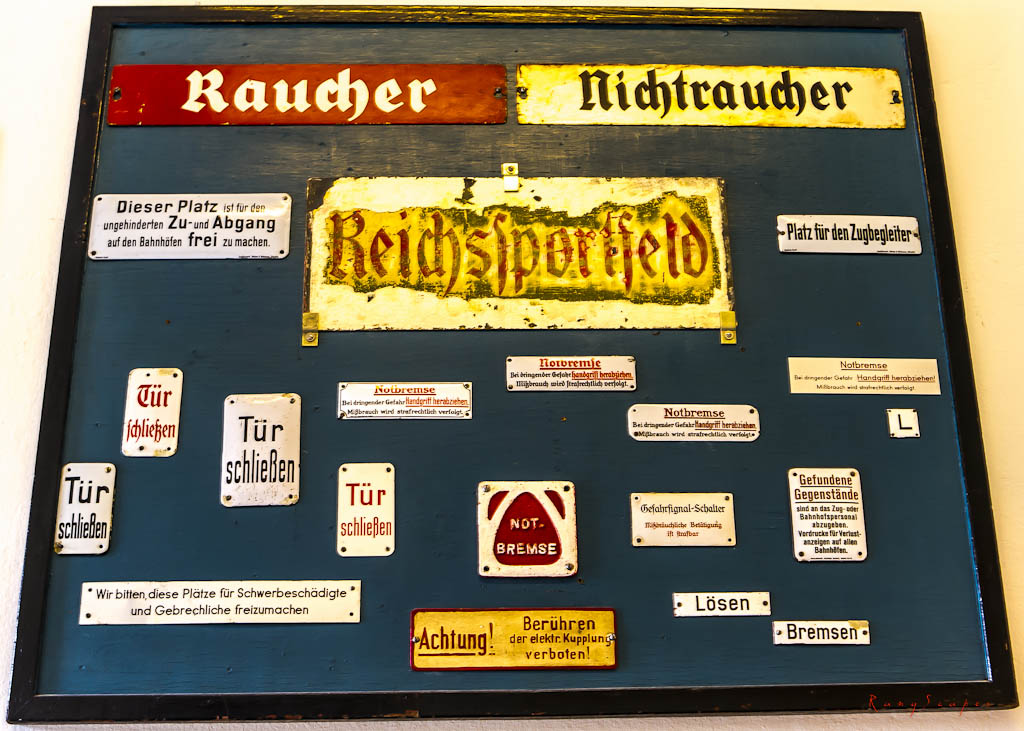 Raucher
Nichtraucher
Dieser Platz ist für den
ungehinderten Zu- und Abgang
auf den Bahnhöfen frei zu machen.
Reichssportfeld
Platz für den Zugbegleiter
Notbremse
Bei dringender Gefahr Handgriff herabziehen.
Mißbrauch wird strafrechtlich verfolgt.
Notbremse
Bei dringender Gefahr Handgriff herabziehen!
Mißbrauch wird strafrechtlich verfolgt.
Tür
schließen
Notbremse
Bei dringender Gefahr Handgriff herabziehen.
Mißbrauch wird strafrechtlich verfolgt.
Tür
schließen
Notbremse
Bei dringender Gefahr Handgriff herabziehen.
Mißbrauch wird strafrechtlich verfolgt.
L
Tür
schließen
Tür
schließen
NOT-
BREMSE
Gefahrsignal-Schalter
Mißbräuchliche Betätigung
ist strafbar
Gefundene
Gegenstände
sind an das Zug- oder
Bahnhofspersonal
abzugeben.
Vordrucke für Verlust-
anzeigen auf allen
Bahnhöfen.
Wir bitten, diese Plätze für Schwerbeschädigte
und Gebrechliche freizumachen
Lösen
Achtung!
Berühren
der elektr. Kupplung
verboten!
Bremsen